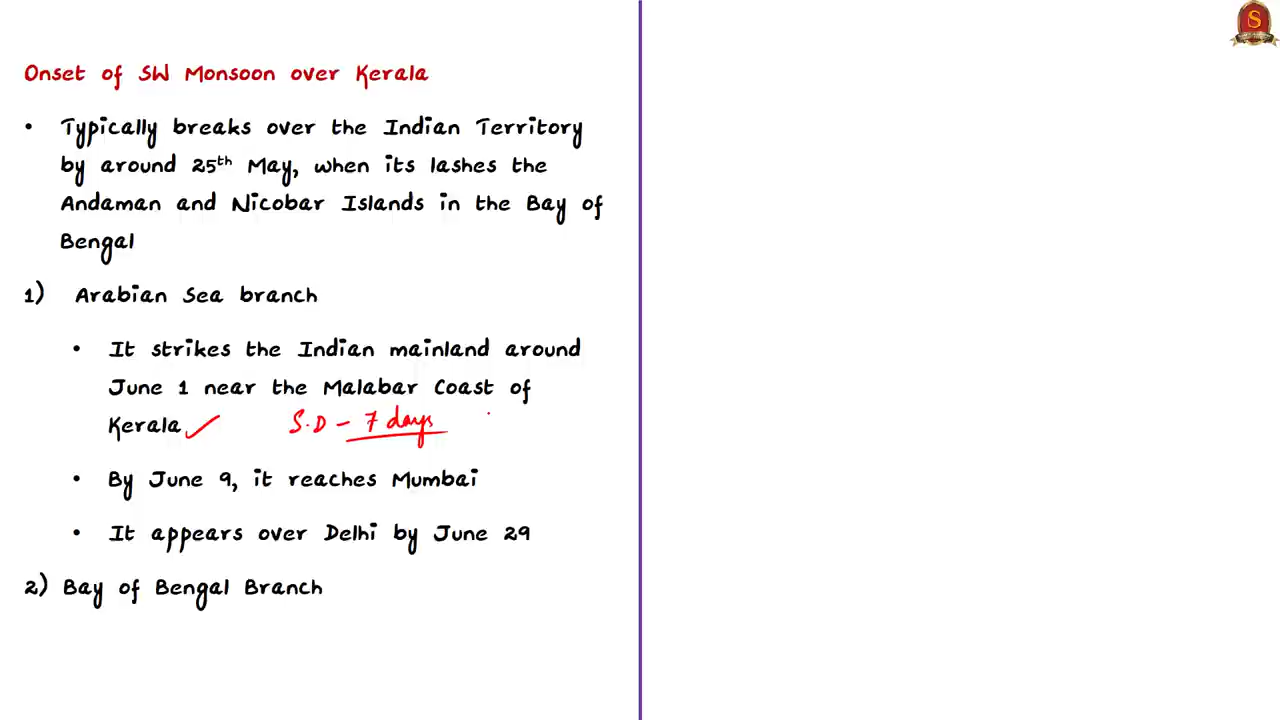 Onset of SW Monsoon over Kerala
• Typically breaks over the Indian Territory
by around 25th May, when its lashes the
Andaman and Nicobar Islands in the Bay of
Bengal
1) Arabian Sea branch
• It strikes the Indian mainland around
June 1 near the Malabar Coast of
Kerala S.D - 7 days
• By June 9, it reaches Mumbai
• It appears over Delhi by June 29
2) Bay of Bengal Branch
S